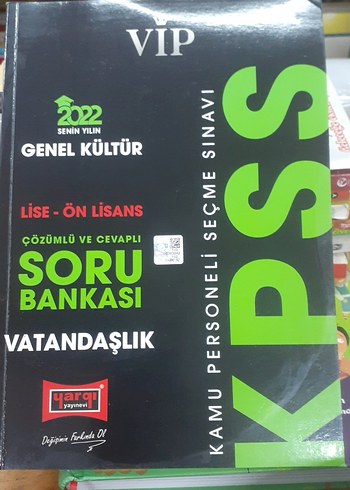 VİP
2022
SENİN YILIN
GENEL KÜLTÜR
LİSE - ÖN LİSANS
ÇÖZÜMLÜ VE CEVAPLI
SORU
BANKASI
VATANDAŞLIK
yargı
yayınevi
Değişimin Farkında Ol
KAMU PERSONELİ SEÇME SINAVI
KPSS